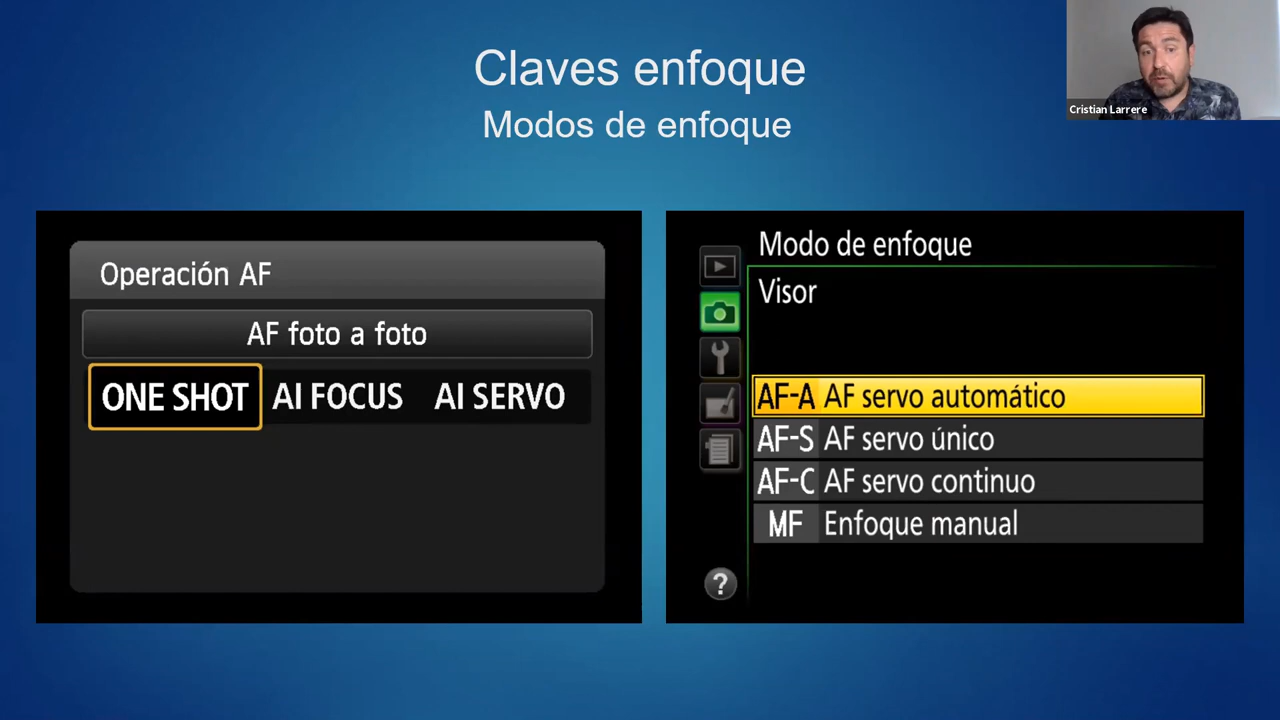 Claves enfoque
Modos de enfoque
Cristian Larrere
Operación AF
AF foto a foto
ONE SHOT AI FOCUS AI SERVO
Modo de enfoque
Visor
AF-A AF servo automático
AF-S AF servo único
AF-C AF servo continuo
MF Enfoque manual
?